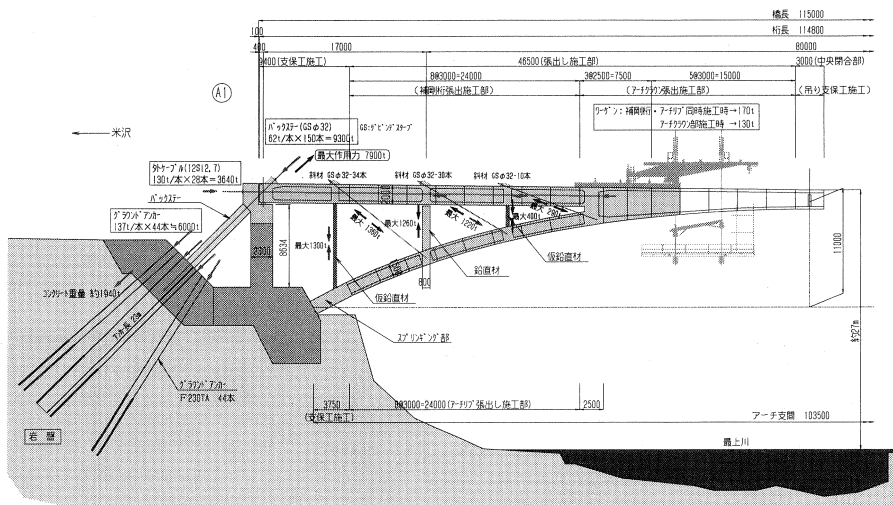 橋長 115000
桁長 114800
100
400
17000
80000
9400(支保工施工)
46500(張出し施工部)
3000(中央閉合部)
8@3000=24000
3@2500=7500
5@3000=15000
(補剛桁張出施工部)
(アーチクラウン張出施工部)
(吊り支保工施工)
A1
米沢
バックステー(GSφ32)
62t/本×150本=9300t
GS:ゲビンデスターブ
ワーゲン:補剛桁・アーチリブ同時施工時→170t
アーチクラウン部施工時→130t
最大作用力 7900t
外ケーブル(12S12.7)
130t/本×28本=3640t
斜材 GSφ32-34本
斜材 GSφ32-30本
斜材 GSφ32-10本
バックステー
グラウンドアンカー
137t/本×44本≒6000t
2000
最大 1360t
最大1260t
最大 1220t
最大400t
最大 290t
8634
2300
最大1300t
800
仮鉛直材
鉛直材
仮鉛直材
11000
コンクリート重量 約1940t
アンカー長 23m
スプリンギング部
約27m
グラウンドアンカー
F230TA 44本
3750
8@3000=24000(アーチリブ張出し施工部)
2500
(支保工施工)
アーチ支間 103500
岩 盤
最上川